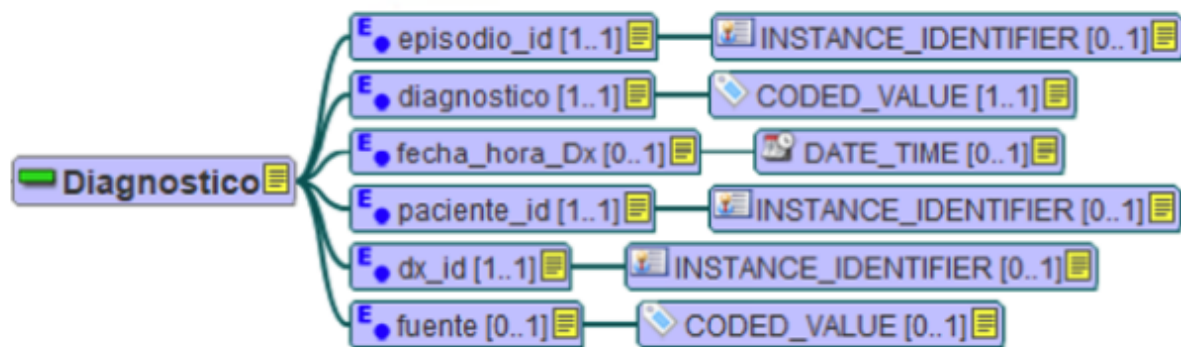 episodio_id [1..1] INSTANCE_IDENTIFIER [0..1]
diagnostico [1..1] CODED_VALUE [1..1]
fecha_hora_Dx [0..1] DATE_TIME [0..1]
Diagnostico
paciente_id [1..1] INSTANCE_IDENTIFIER [0..1]
dx_id [1..1] INSTANCE_IDENTIFIER [0..1]
fuente [0..1] CODED_VALUE [0..1]